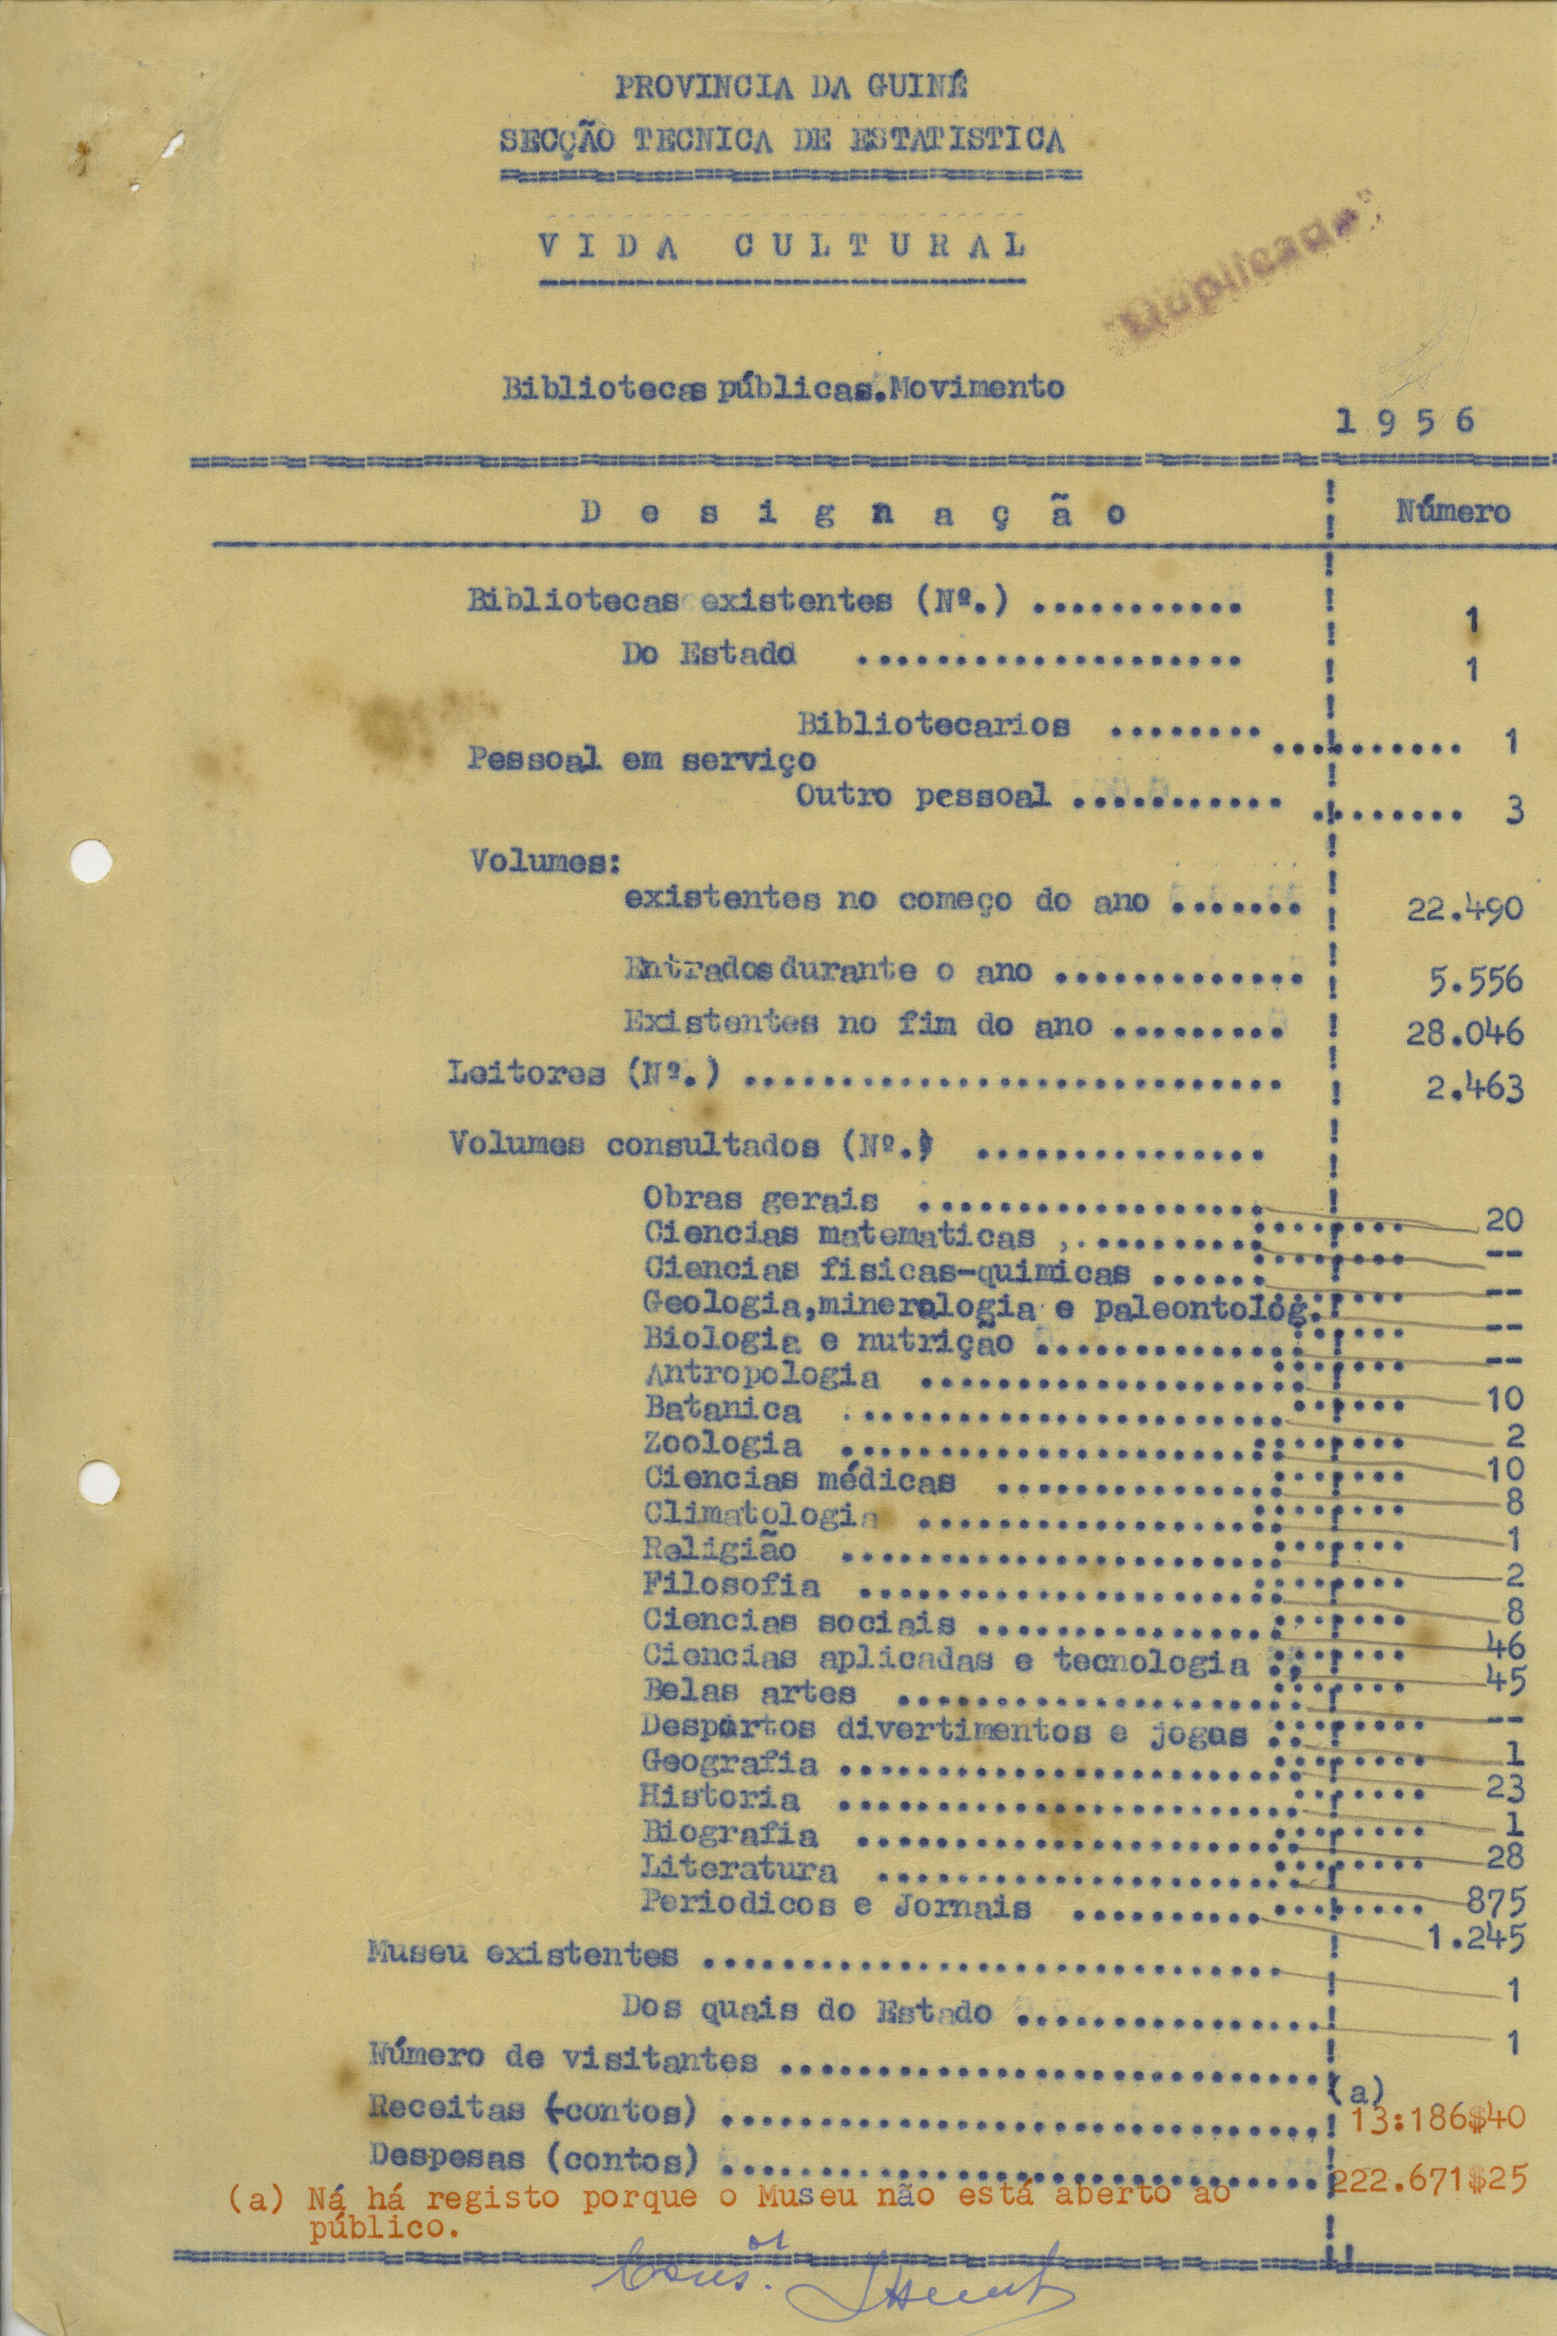 PROVINCIA DA GUINÉ
SECÇÃO TECNICA DE ESTATISTICA
VIDA CULTURAL
Duplicado
Bibliotecas públicas.Movimento
1956
Designação Número
Bibliotecas existentes (Nº.) ........... 1
Do Estado .................... 1
Bibliotecarios ........ .......... 1
Pessoal em serviço
Outro pessoal ........... ........ 3
Volumes:
existentes no começo do ano ....... 22.490
Entrados durante o ano ............. 5.556
Existentes no fim do ano ......... 28.046
Leitores (Nº.) ............................ 2.463
Volumes consultados (Nº.) ...............
Obras gerais .................. 20
Ciencias matematicas ,.......... --
Ciencias fisicas-quimicas ...... --
Geologia,mineralogia e paleontológ. --
Biologia e nutrição .............. --
Antropologia .................... 10
Batanica ....................... 2
Zoologia ....................... 10
Ciencias médicas ............... 8
Climatologia ................... 1
Religião ....................... 2
Filosofia ...................... 8
Ciencias sociais ................ 46
Ciencias aplicadas e tecnologia .. 45
Belas artes ..................... --
Desportos divertimentos e jogos .. 1
Geografia ........................ 23
Historia ........................ 1
Biografia ....................... 28
Literatura ...................... 875
Periodicos e Jornais .......... 1.245
Museu existentes .............................. 1
Dos quais do Estado ................ 1
Número de visitantes ............................ (a)
Receitas (contos) ............................... 13:186$40
Despesas (contos) ............................... 222.671$25
(a) Ná há registo porque o Museu não está aberto ao
público.